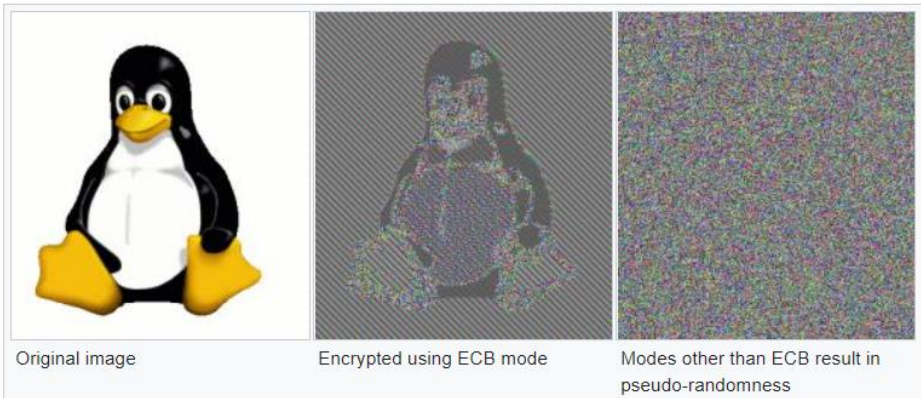 Original image
Encrypted using ECB mode
Modes other than ECB result in
pseudo-randomness